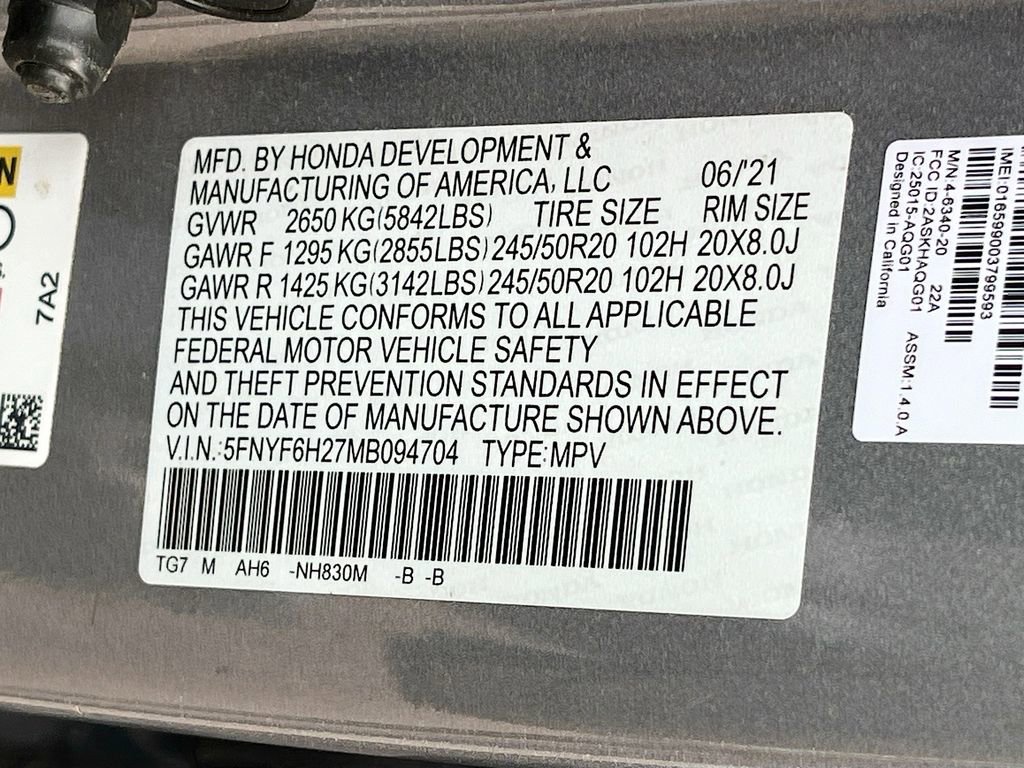 MFD. BY HONDA DEVELOPMENT &
MANUFACTURING OF AMERICA, LLC 06/'21
GVWR 2650 KG(5842LBS) TIRE SIZE RIM SIZE
GAWR F 1295 KG(2855LBS) 245/50R20 102H 20X8.0J
GAWR R 1425 KG(3142LBS) 245/50R20 102H 20X8.0J
THIS VEHICLE CONFORMS TO ALL APPLICABLE
FEDERAL MOTOR VEHICLE SAFETY
AND THEFT PREVENTION STANDARDS IN EFFECT
ON THE DATE OF MANUFACTURE SHOWN ABOVE.
V.I.N.:5FNYF6H27MB094704 TYPE:MPV
TG7 M AH6 -NH830M -B -B
7A2
IMEI:016599003799593
M/N:4-6340-20 22A
FCC ID:2ASKHAQG01
IC:25015-AQG01 ASSM:1.4.0.A
Designed in California